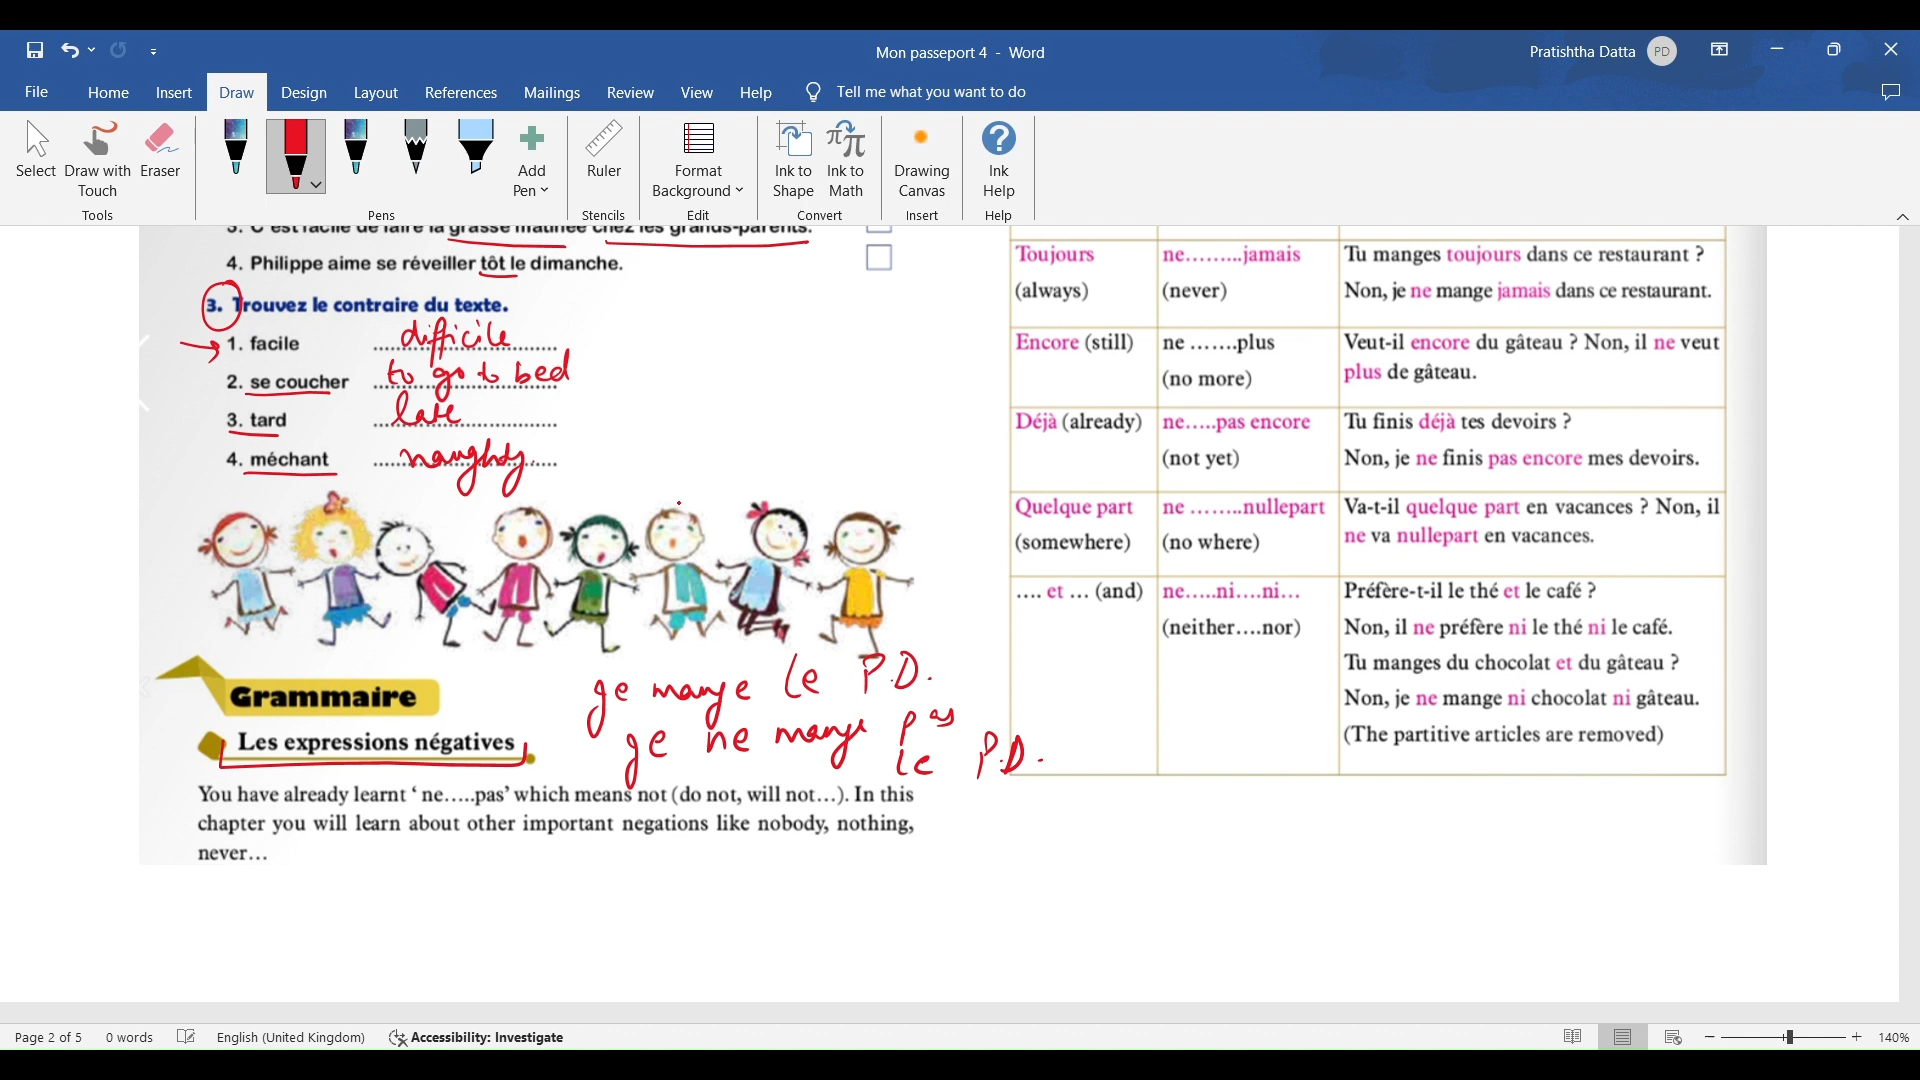 Mon passeport 4 - Word
Pratishtha Datta PD
File Home Insert Draw Design Layout References Mailings Review View Help Tell me what you want to do
Select
Draw with Touch
Eraser
Add Pen
Ruler
Format Background
Ink to Shape
Ink to Math
Drawing Canvas
Ink Help
Tools Pens Stencils Edit Convert Insert Help
3. C'est facile de faire la grasse matinée chez les grands-parents.
4. Philippe aime se réveiller tôt le dimanche.
3. Trouvez le contraire du texte.
1. facile .......... difficile
2. se coucher .......... to go to bed
3. tard .......... late
4. méchant .......... naughty.
Grammaire
Les expressions négatives
je mange le P.D.
je ne mange pas
le P.D.
You have already learnt ‘ ne…..pas’ which means not (do not, will not…). In this
chapter you will learn about other important negations like nobody, nothing,
never…
Toujours ne………jamais Tu manges toujours dans ce restaurant ?
(always) (never) Non, je ne mange jamais dans ce restaurant.
Encore (still) ne …….plus Veut-il encore du gâteau ? Non, il ne veut
(no more) plus de gâteau.
Déjà (already) ne…..pas encore Tu finis déjà tes devoirs ?
(not yet) Non, je ne finis pas encore mes devoirs.
Quelque part ne ……..nullepart Va-t-il quelque part en vacances ? Non, il
(somewhere) (no where) ne va nullepart en vacances.
…. et … (and) ne…..ni….ni… Préfère-t-il le thé et le café ?
(neither….nor) Non, il ne préfère ni le thé ni le café.
Tu manges du chocolat et du gâteau ?
Non, je ne mange ni chocolat ni gâteau.
(The partitive articles are removed)
Page 2 of 5 0 words English (United Kingdom) Accessibility: Investigate 140%